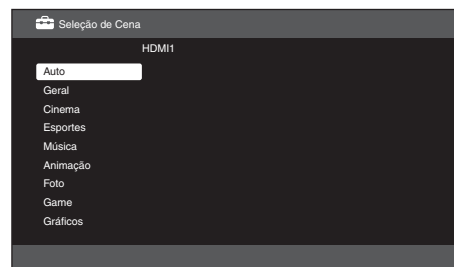 Seleção de Cena
HDMI1
Auto
Geral
Cinema
Esportes
Música
Animação
Foto
Game
Gráficos